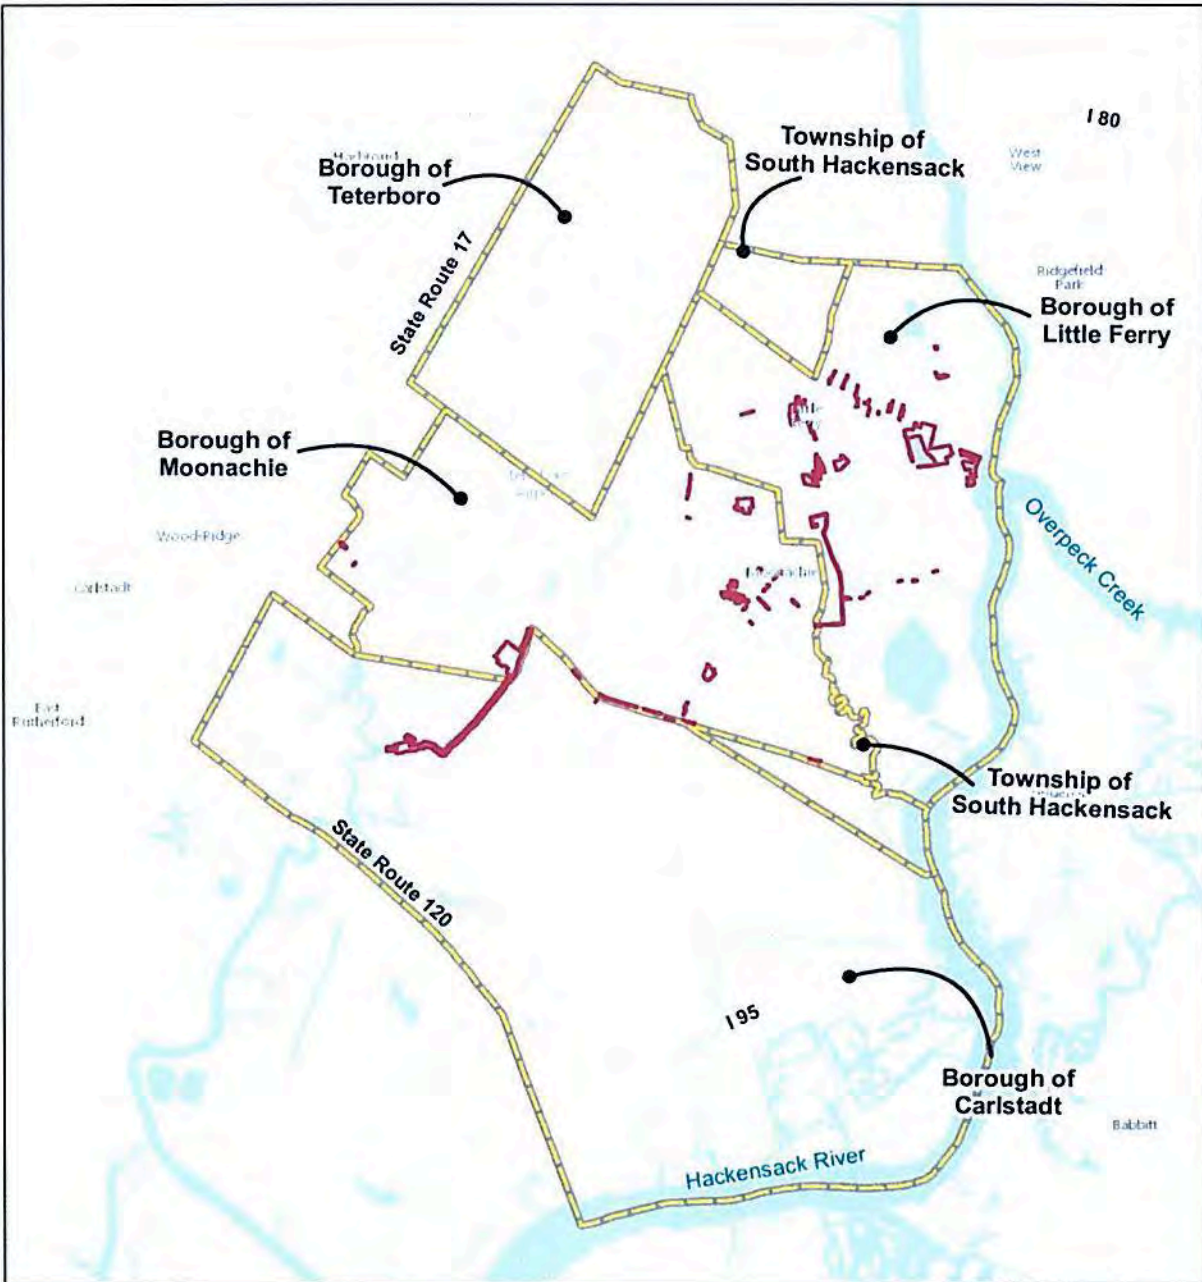 I 80
Township of
South Hackensack
West
View
Borough of
Teterboro
State Route 17
Ridgefield
Park
Borough of
Little Ferry
Borough of
Moonachie
Wood-Ridge
Overpeck Creek
Carlstadt
Moonachie
East
Rutherford
Township of
South Hackensack
State Route 120
I 95
Borough of
Carlstadt
Babbitt
Hackensack River